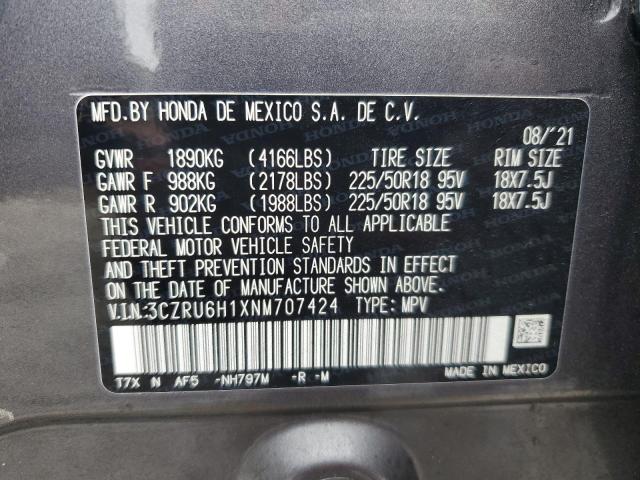 MFD.BY HONDA DE MEXICO S.A. DE C.V.
08/'21
GVWR 1890KG (4166LBS) TIRE SIZE RIM SIZE
GAWR F 988KG (2178LBS) 225/50R18 95V 18X7.5J
GAWR R 902KG (1988LBS) 225/50R18 95V 18X7.5J
THIS VEHICLE CONFORMS TO ALL APPLICABLE
FEDERAL MOTOR VEHICLE SAFETY
AND THEFT PREVENTION STANDARDS IN EFFECT
ON THE DATE OF MANUFACTURE SHOWN ABOVE.
V.I.N.:3CZRU6H1XNM707424 TYPE: MPV
T7X N AF5 -NH797M -R -M
MADE IN MEXICO